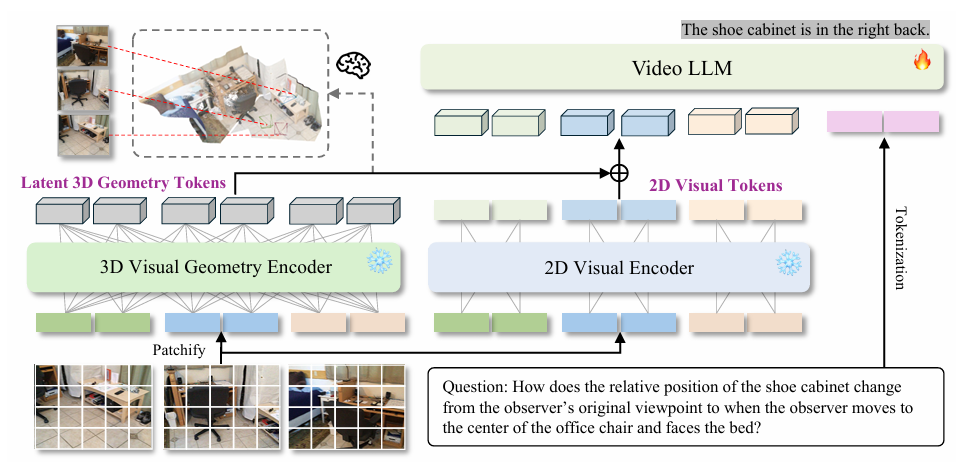 The shoe cabinet is in the right back.
Video LLM
Latent 3D Geometry Tokens
2D Visual Tokens
3D Visual Geometry Encoder
2D Visual Encoder
Tokenization
Patchify
Question: How does the relative position of the shoe cabinet change
from the observer's original viewpoint to when the observer moves to
the center of the office chair and faces the bed?